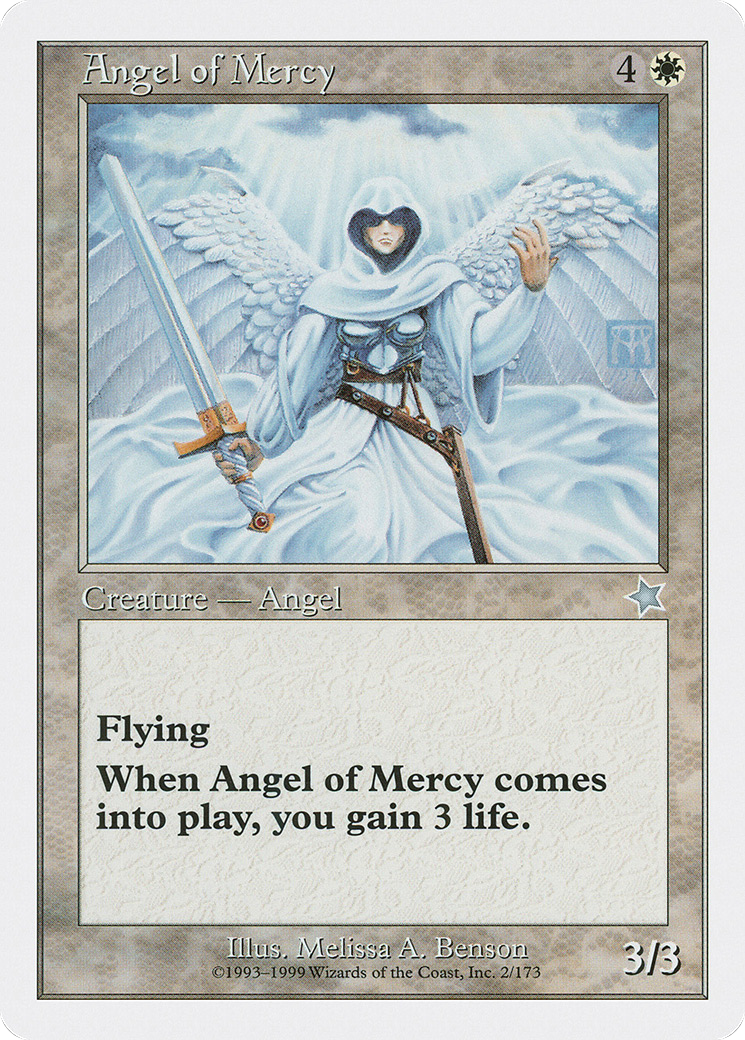 Angel of Mercy 4
Creature — Angel
Flying
When Angel of Mercy comes
into play, you gain 3 life.
Illus. Melissa A. Benson
©1993–1999 Wizards of the Coast, Inc. 2/173
3/3